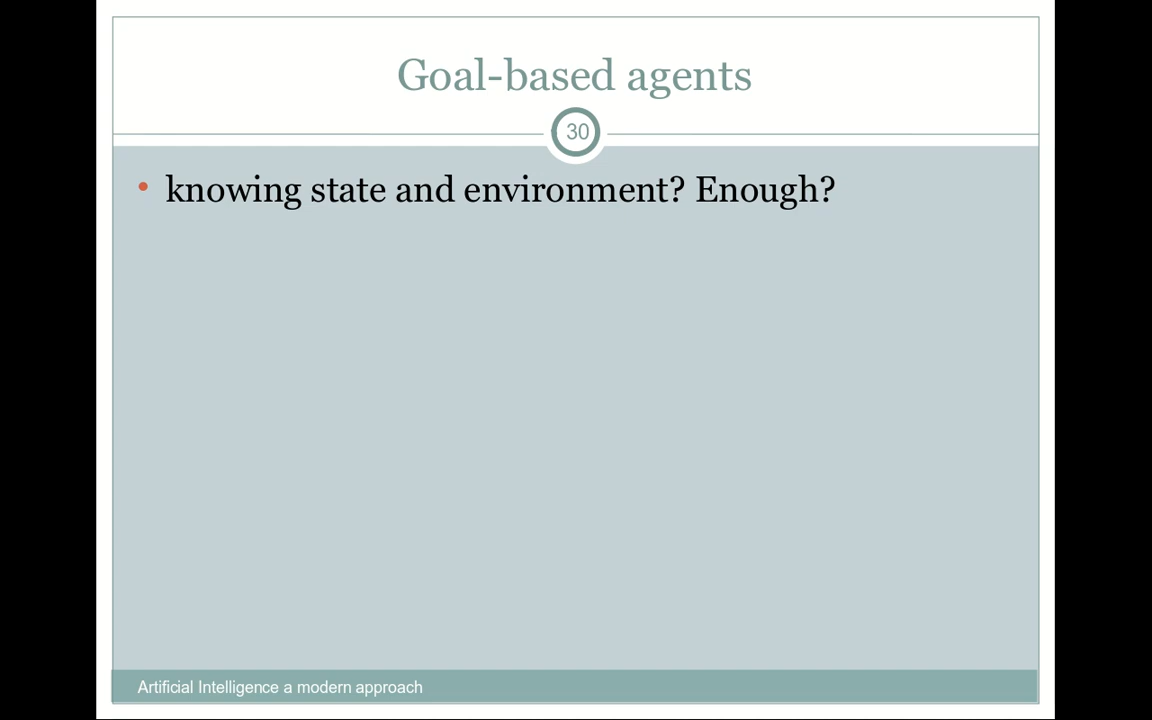 Goal-based agents
30
• knowing state and environment? Enough?
Artificial Intelligence a modern approach